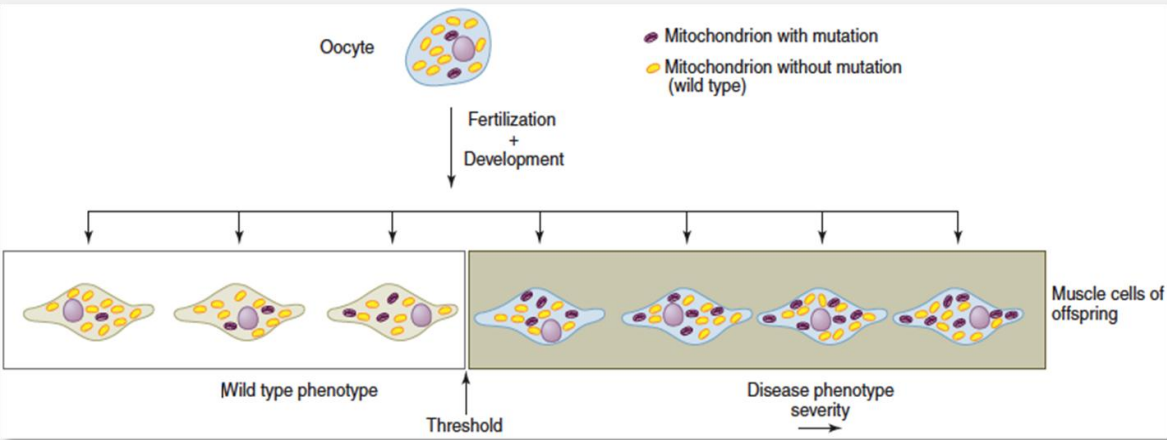 Oocyte
Mitochondrion with mutation
Mitochondrion without mutation
(wild type)
Fertilization
+
Development
Muscle cells of
offspring
Wild type phenotype
Threshold
Disease phenotype
severity